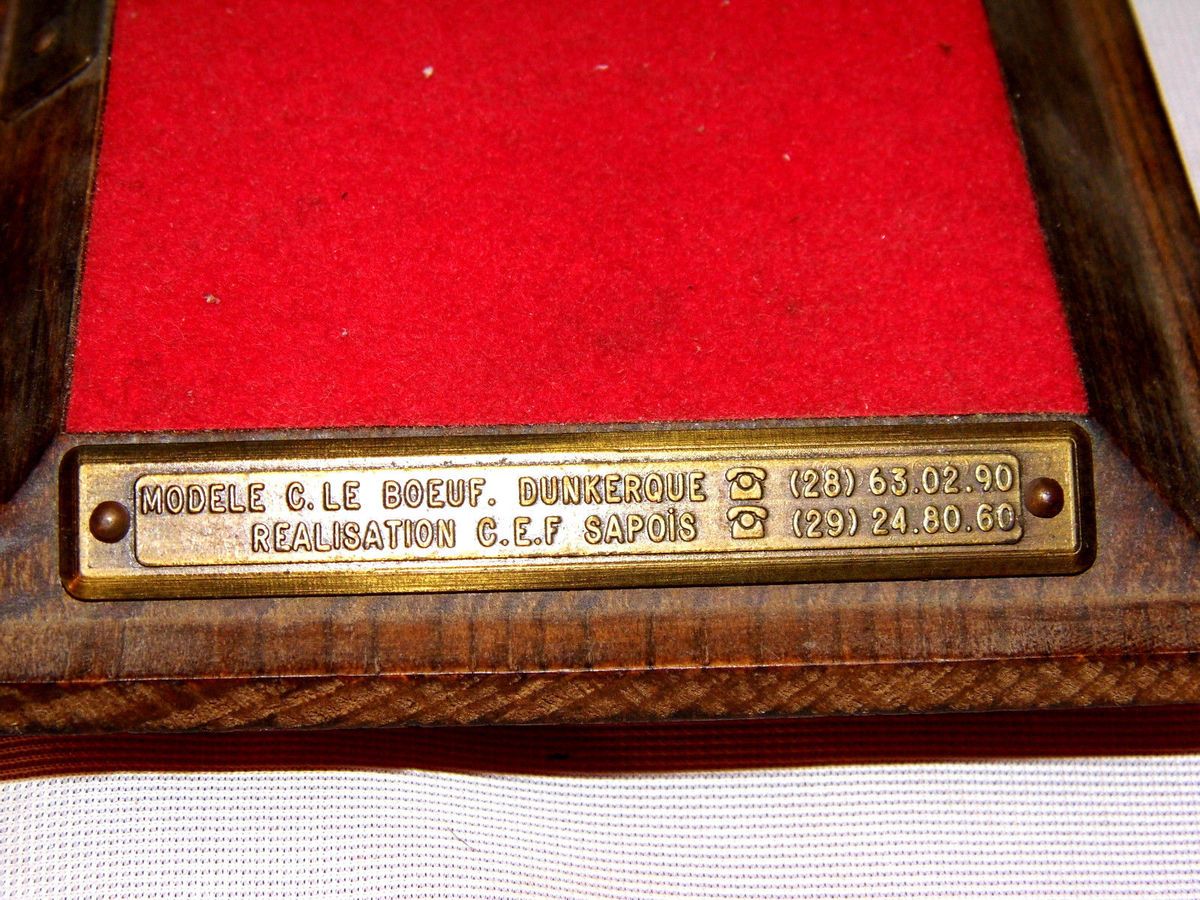 MODELE C. LE BOEUF. DUNKERQUE ☎ (28) 63.02.90
REALISATION C.E.F SAPOiS ☎ (29) 24.80.60